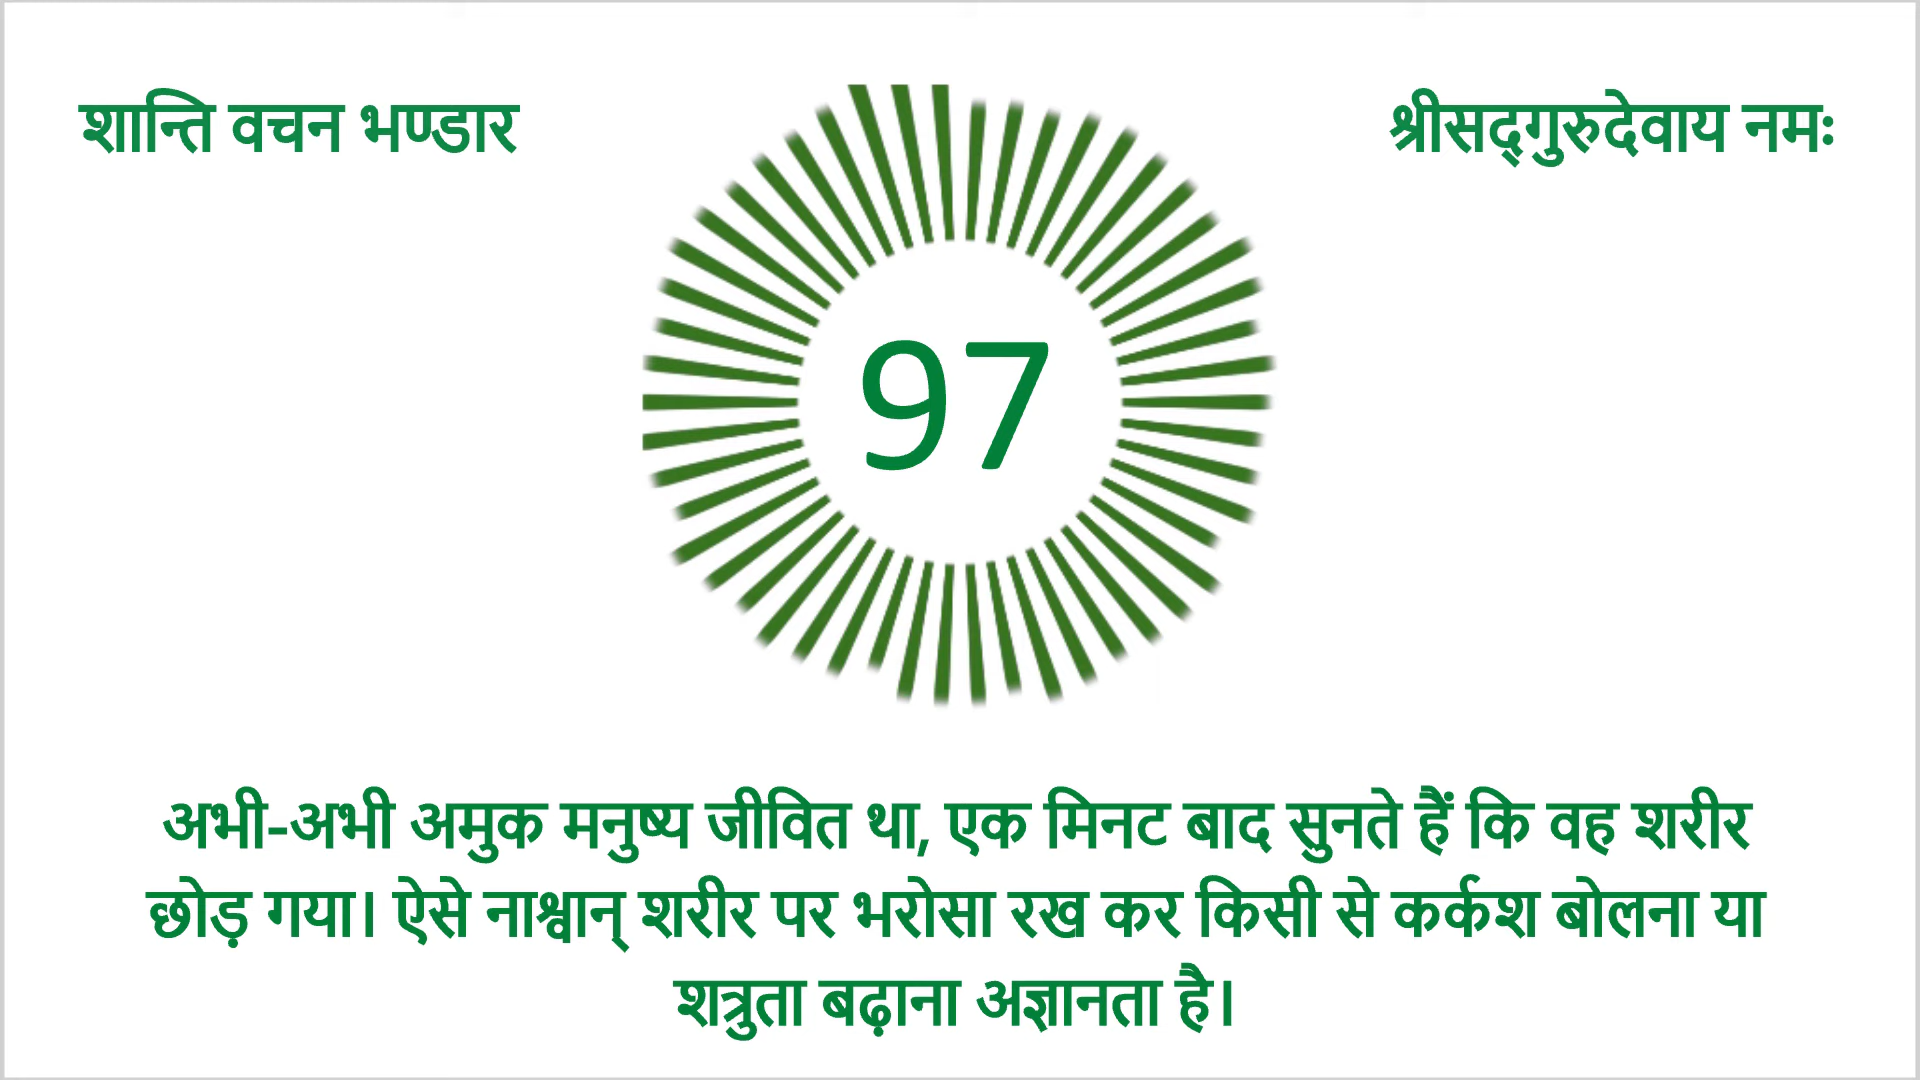 शान्ति वचन भण्डार
श्रीसद्‌गुरुदेवाय नमः
97
अभी-अभी अमुक मनुष्य जीवित था, एक मिनट बाद सुनते हैं कि वह शरीर
छोड़ गया। ऐसे नाश्वान् शरीर पर भरोसा रख कर किसी से कर्कश बोलना या
शत्रुता बढ़ाना अज्ञानता है।